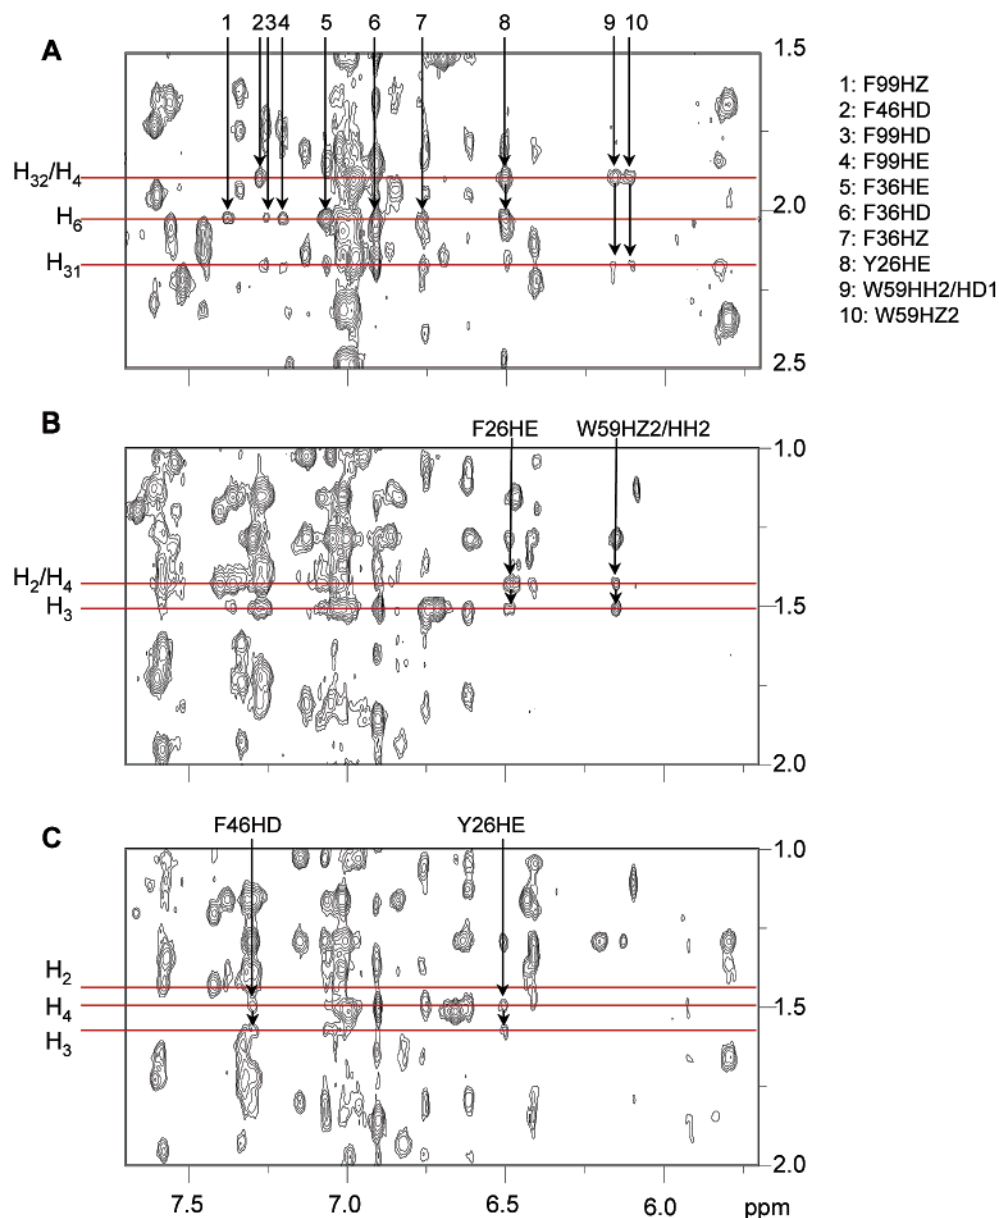 1 2 3 4 5 6 7 8 9 10
A
1.5
H32/H4
2.0
H6
H31
2.5
1: F99HZ
2: F46HD
3: F99HD
4: F99HE
5: F36HE
6: F36HD
7: F36HZ
8: Y26HE
9: W59HH2/HD1
10: W59HZ2
B
F26HE W59HZ2/HH2
1.0
H2/H4
1.5
H3
2.0
C
F46HD Y26HE
1.0
H2
H4
1.5
H3
2.0
7.5 7.0 6.5 6.0 ppm